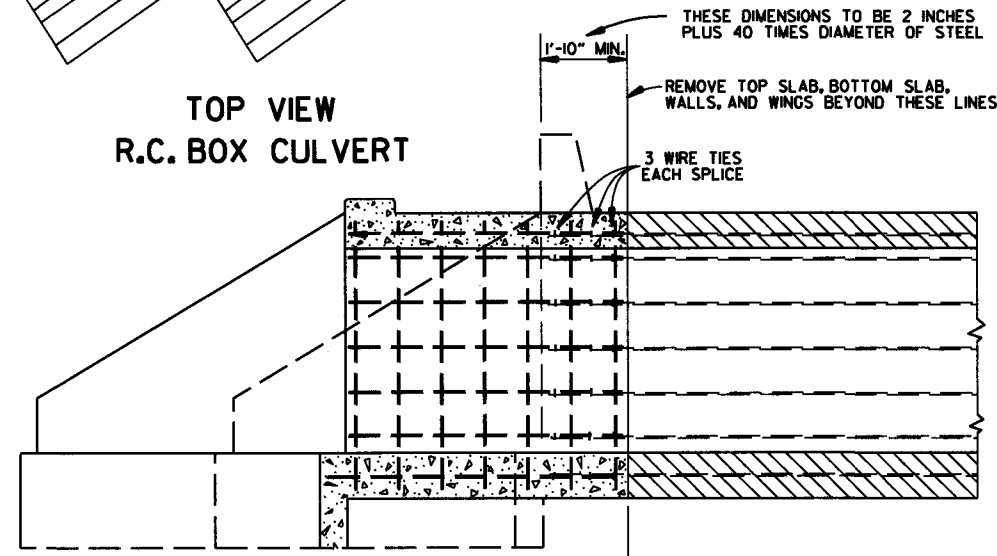 THESE DIMENSIONS TO BE 2 INCHES
PLUS 40 TIMES DIAMETER OF STEEL
1'-10" MIN.
REMOVE TOP SLAB, BOTTOM SLAB,
WALLS, AND WINGS BEYOND THESE LINES
TOP VIEW
R.C. BOX CULVERT
3 WIRE TIES
EACH SPLICE